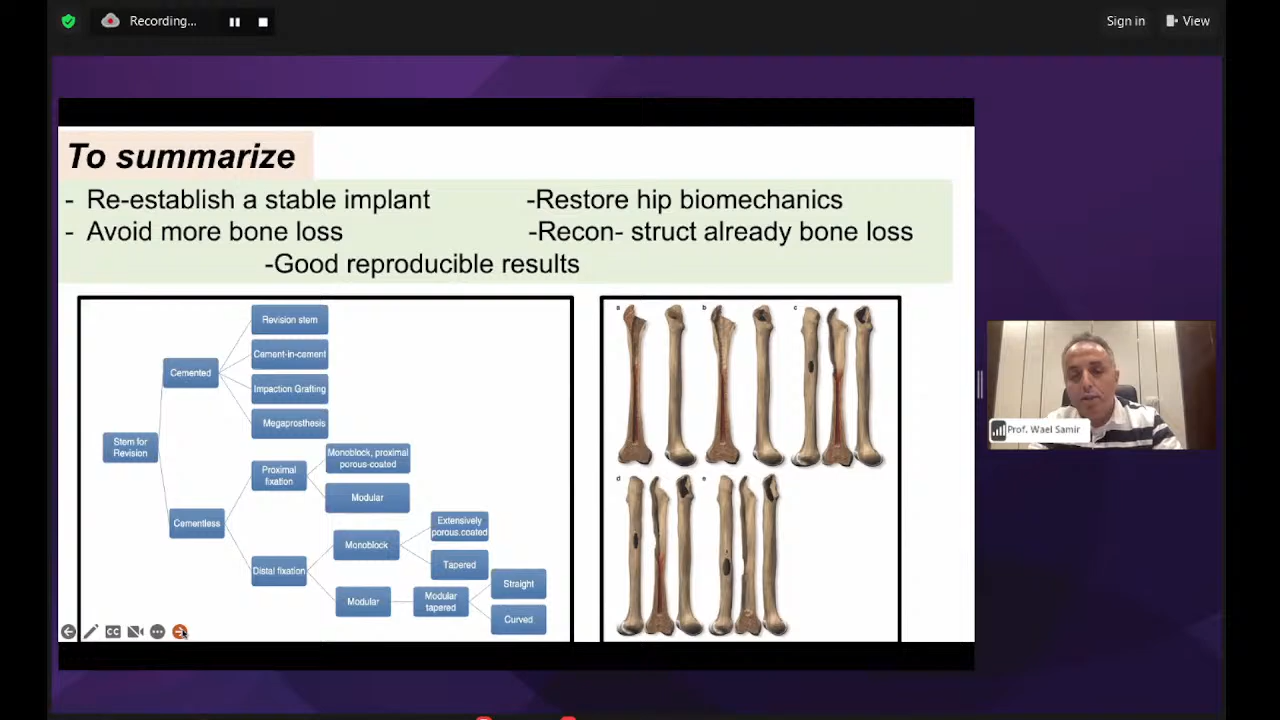 Recording...
Sign in
View
To summarize
- Re-establish a stable implant
-Restore hip biomechanics
- Avoid more bone loss
-Recon- struct already bone loss
-Good reproducible results
Stem for
Revision
Cemented
Revision stem
Cement-in-cement
Impaction Grafting
Megaprosthesis
Cementless
Proximal
fixation
Monoblock, proximal
porous-coated
Modular
Distal fixation
Monoblock
Extensively
porous.coated
Tapered
Modular
Modular
tapered
Straight
Curved
a
b
c
d
e
CC
Prof. Wael Samir